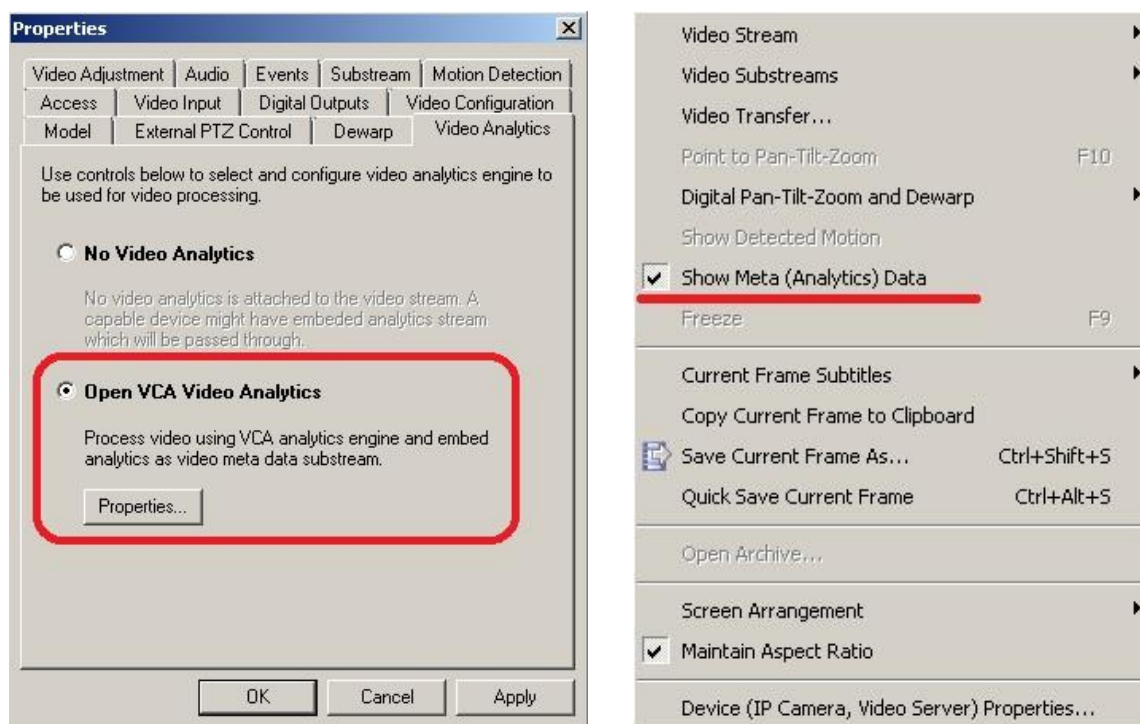 Properties
Video Adjustment Audio Events Substream Motion Detection
Access Video Input Digital Outputs Video Configuration
Model External PTZ Control Dewarp Video Analytics
Use controls below to select and configure video analytics engine to
be used for video processing.
No Video Analytics
No video analytics is attached to the video stream. A
capable device might have embeded analytics stream
which will be passed through.
Open VCA Video Analytics
Process video using VCA analytics engine and embed
analytics as video meta data substream.
Properties...
OK Cancel Apply
Video Stream
Video Substreams
Video Transfer...
Point to Pan-Tilt-Zoom F10
Digital Pan-Tilt-Zoom and Dewarp
Show Detected Motion
Show Meta (Analytics) Data
Freeze F9
Current Frame Subtitles
Copy Current Frame to Clipboard
Save Current Frame As... Ctrl+Shift+S
Quick Save Current Frame Ctrl+Alt+S
Open Archive...
Screen Arrangement
Maintain Aspect Ratio
Device (IP Camera, Video Server) Properties...